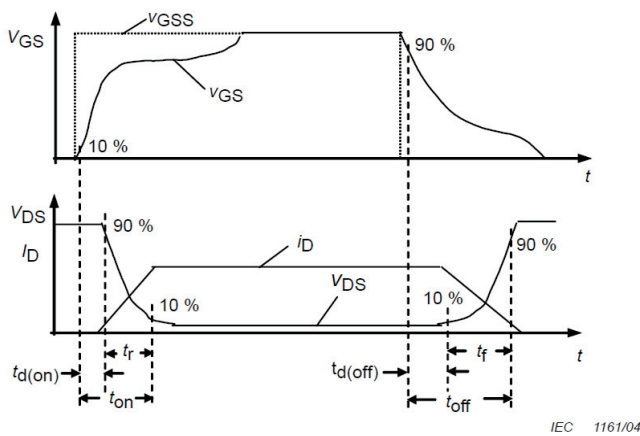 vGSS
VGS
90 %
vGS
10 %
t
VDS
90 %
ID
iD
90 %
VDS
10 %
10 %
tr
td(on)
ton
td(off)
tf
toff
t
IEC 1161/04